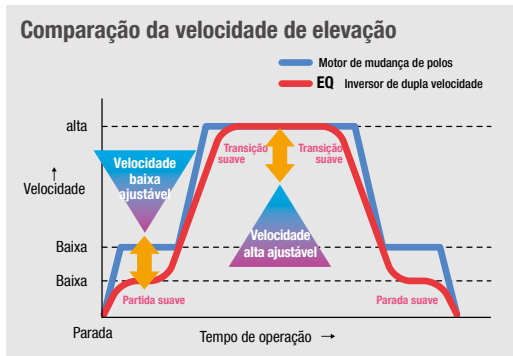 Comparação da velocidade de elevação
Motor de mudança de polos
EQ Inversor de dupla velocidade
alta
Transição
suave
Transição
suave
Velocidade
baixa
ajustável
↑
Velocidade
Velocidade
alta ajustável
Baixa
Baixa
Partida suave
Parada suave
Parada
Tempo de operação →